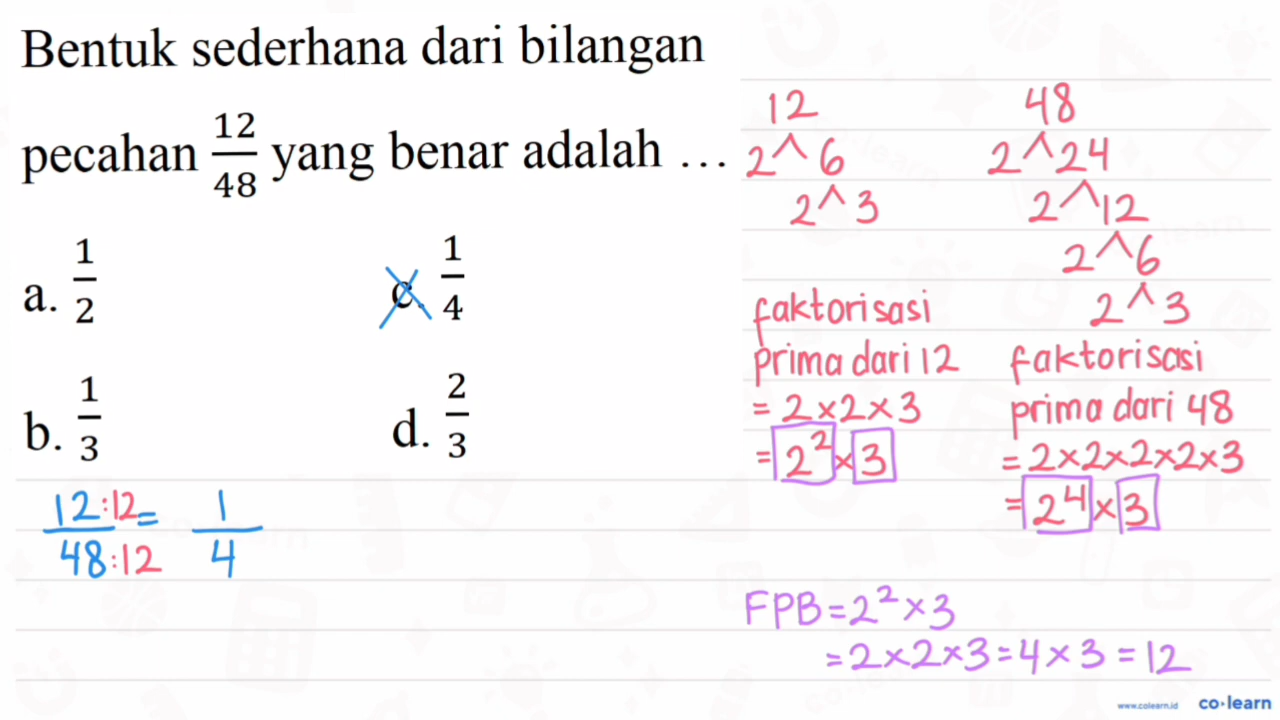 Bentuk sederhana dari bilangan
pecahan 12/48 yang benar adalah ...
a. 1/2
c. 1/4
b. 1/3
d. 2/3
12:12/48:12 = 1/4
12
2 6
2 3
faktorisasi
prima dari 12
= 2×2×3
= 2² × 3
48
2 24
2 12
2 6
2 3
faktorisasi
prima dari 48
= 2×2×2×2×3
= 2⁴ × 3
FPB = 2² × 3
= 2×2×3 = 4×3 = 12
www.colearn.id co·learn